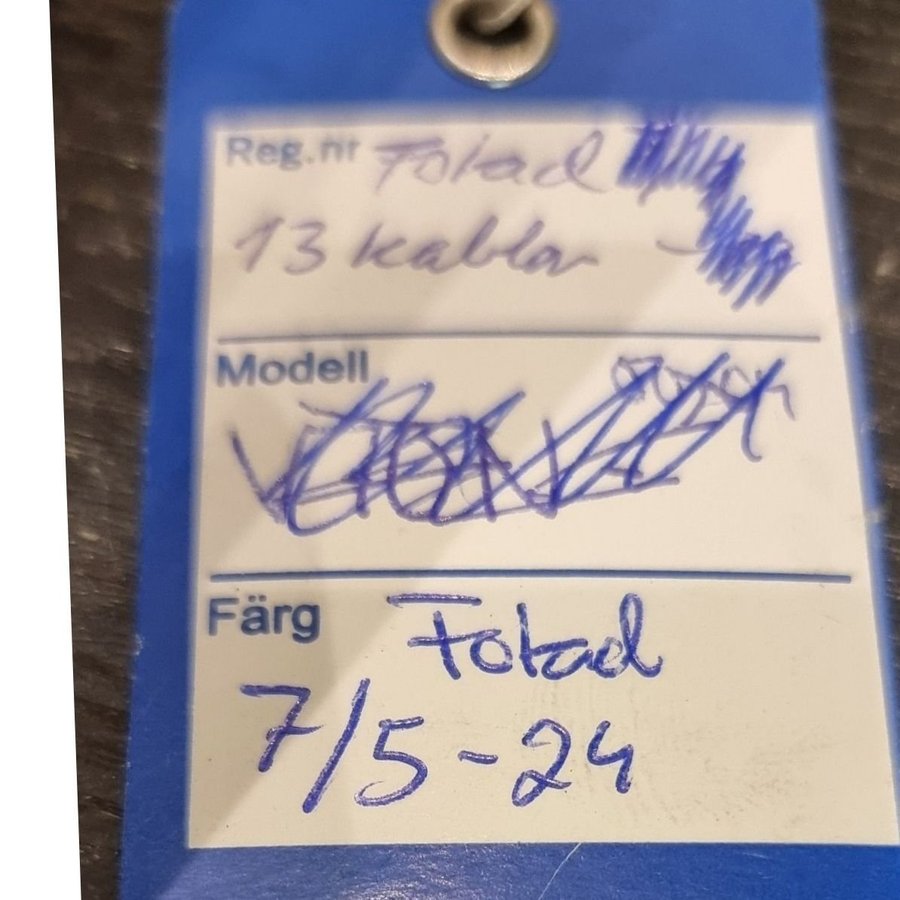 Reg.nr Fotad
13 kablar
Modell
Färg Fotad
7/5-24